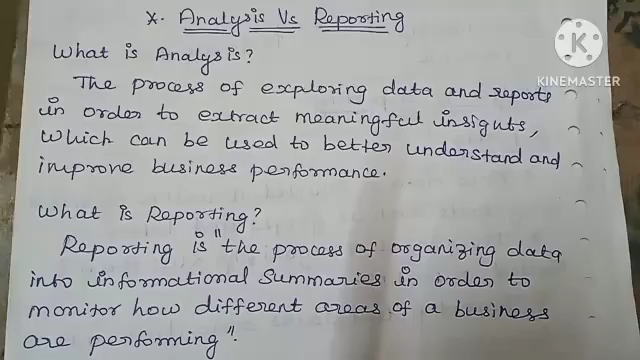 *. Analysis Vs Reporting
What is Analysis?
The process of exploring data and reports
in order to extract meaningful insights,
which can be used to better understand and
improve business performance.
What is Reporting?
Reporting is "the process of organizing data
into informational summaries in order to
monitor how different areas of a business
are performing".
KINEMASTER